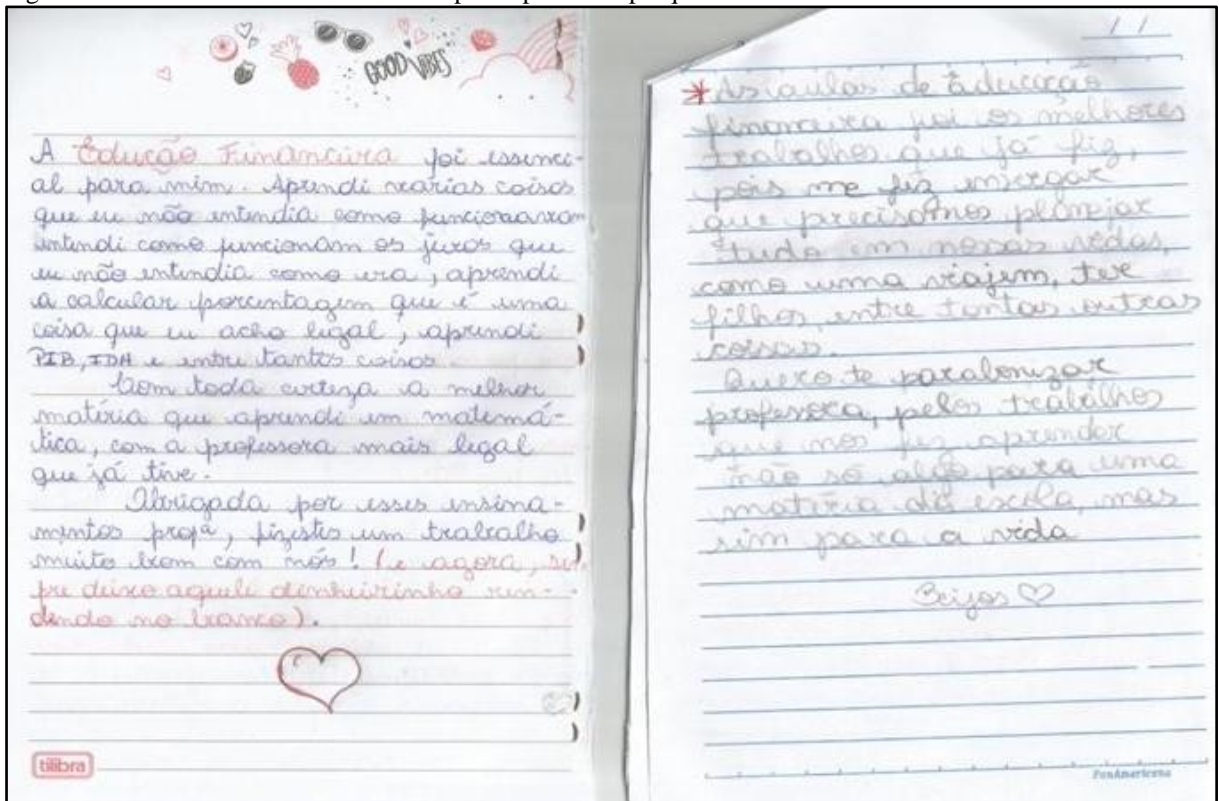 GOOD VIBES
A Educação Financeira foi essenci-
al para mim. Aprendi várias coisas
que eu não entendia como funcionavam
entendi como funcionam os juros que
eu não entendia como era, aprendi
a calcular porcentagem que é uma
coisa que eu acho legal, aprendi
PIB, IDH e entre tantas coisas.
Com toda certeza a melhor
matéria que aprendi em matemá-
tica, com a professora mais legal
que já tive.
Obrigada por esses ensina-
mentos profa, fizestes um trabalho
muito bom com nós! (e agora,
pre deixo aquele dinheirinho ren-
dendo no banco).
tilibra
/ /
* As aulas de Educação
financeira foi os melhores
trabalhos que já fiz,
pois me fez enxergar
que precisamos planejar
tudo em nossas vidas,
como uma viajem, ter
filhos, entre tantas outras
coisas.
Quero te parabenizar
professora, pelos trabalhos
que nos fez aprender
não só algo para uma
matéria da escola, mas
sim para a vida
Beijos ♡
PanAmericana